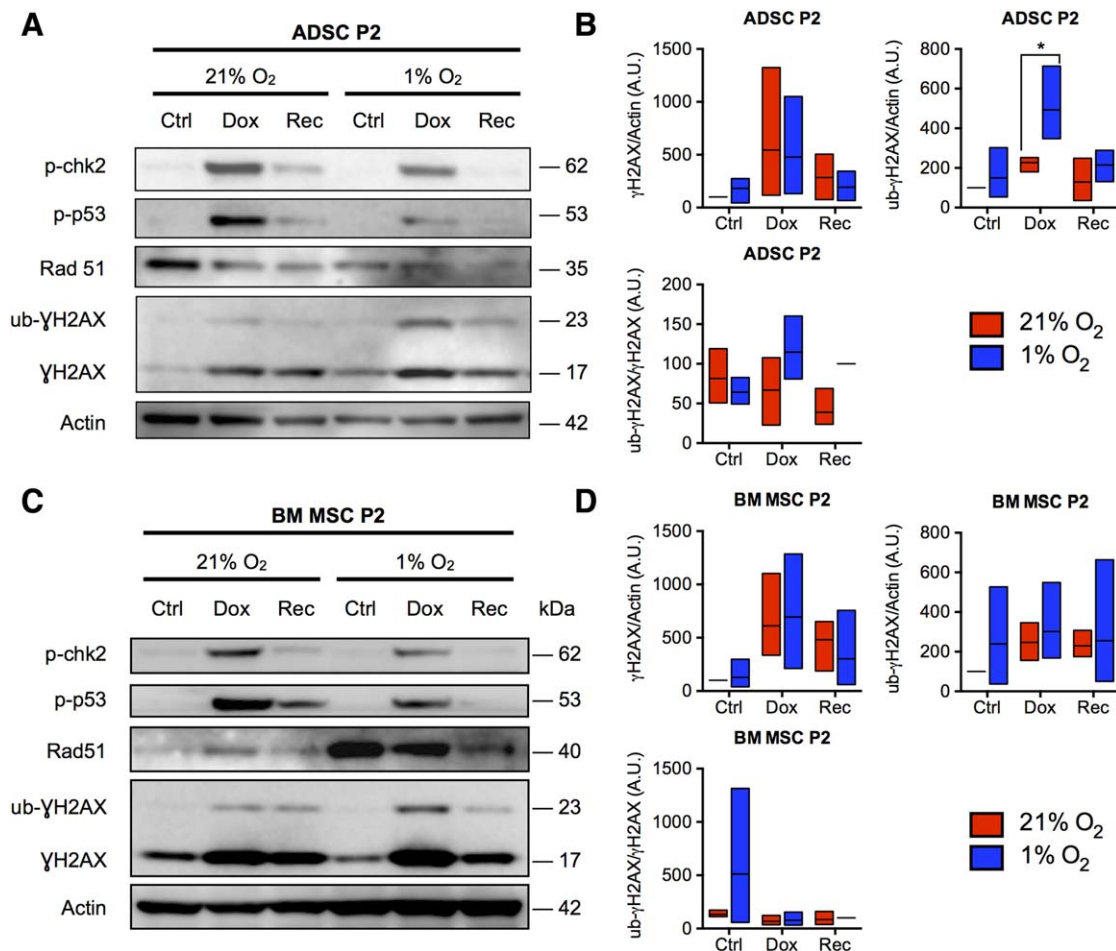 A
ADSC P2
21% O₂ 1% O₂
Ctrl Dox Rec Ctrl Dox Rec
p-chk2 62
p-p53 53
Rad 51 35
ub-ɣH2AX 23
ɣH2AX 17
Actin 42
B
ADSC P2
γH2AX/Actin (A.U.)
1500
1000
500
0
Ctrl Dox Rec
ADSC P2
ub-γH2AX/Actin (A.U.)
800
600
400
200
0
*
Ctrl Dox Rec
ADSC P2
ub-γH2AX/γH2AX (A.U.)
200
150
100
50
0
Ctrl Dox Rec
21% O₂
1% O₂
C
BM MSC P2
21% O₂ 1% O₂
Ctrl Dox Rec Ctrl Dox Rec kDa
p-chk2 62
p-p53 53
Rad51 40
ub-ɣH2AX 23
ɣH2AX 17
Actin 42
D
BM MSC P2
γH2AX/Actin (A.U.)
1500
1000
500
0
Ctrl Dox Rec
BM MSC P2
ub-γH2AX/Actin (A.U.)
800
600
400
200
0
Ctrl Dox Rec
BM MSC P2
ub-γH2AX/γH2AX (A.U.)
1500
1000
500
0
Ctrl Dox Rec
21% O₂
1% O₂